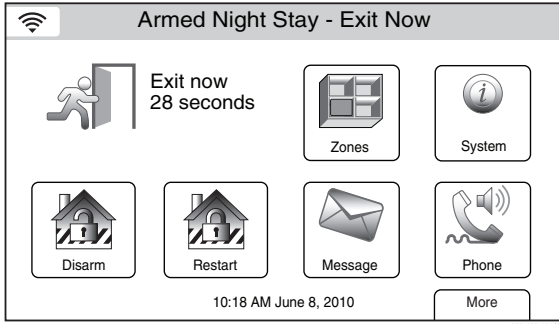 Armed Night Stay - Exit Now
Exit now
28 seconds
Zones
System
Disarm
Restart
Message
Phone
10:18 AM June 8, 2010
More